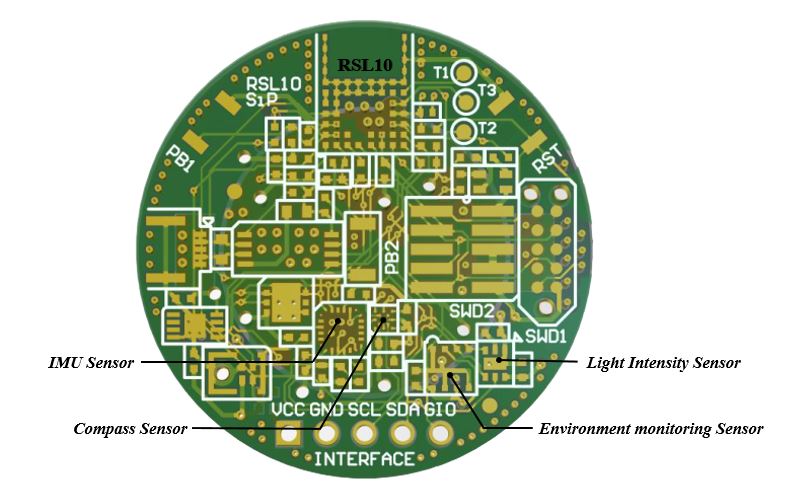 RSL10
T1
RSL10
SiP
T3
T2
PB1
RST
PB2
SWD2
SWD1
IMU Sensor
Light Intensity Sensor
VCC GND SCL SDA GIO
Compass Sensor
Environment monitoring Sensor
INTERFACE